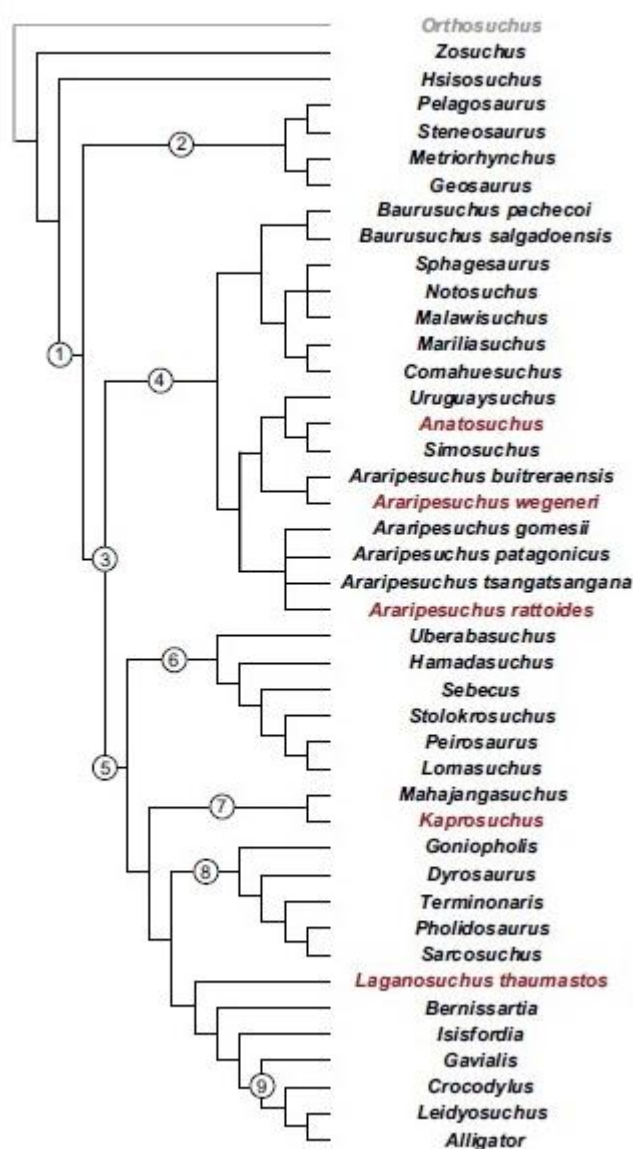 Orthosuchus
Zosuchus
Hsisosuchus
Pelagosaurus
Steneosaurus
2
Metriorhynchus
Geosaurus
Baurusuchus pachecoi
Baurusuchus salgadoensis
Sphagesaurus
Notosuchus
Malawisuchus
Mariliasuchus
1
Comahuesuchus
4
Uruguaysuchus
Anatosuchus
Simosuchus
Araripesuchus buitreraensis
Araripesuchus wegeneri
Araripesuchus gomesii
Araripesuchus patagonicus
3
Araripesuchus tsangatsangana
Araripesuchus rattoides
Uberabasuchus
6
Hamadasuchus
Sebecus
Stolokrosuchus
Peirosaurus
5
Lomasuchus
Mahajangasuchus
7
Kaprosuchus
Goniopholis
8
Dyrosaurus
Terminonaris
Pholidosaurus
Sarcosuchus
Laganosuchus thaumastos
Bernissartia
Isisfordia
Gavialis
9
Crocodylus
Leidyosuchus
Alligator